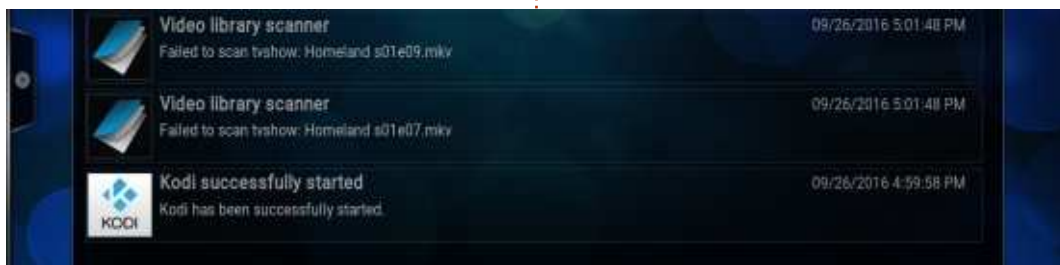 Video library scanner
09/26/2016 5:01:48 PM
Failed to scan tvshow: Homeland s01e09.mkv
Video library scanner
09/26/2016 5:01:48 PM
Failed to scan tvshow: Homeland s01e07.mkv
Kodi successfully started
09/26/2016 4:59:58 PM
Kodi has been successfully started.
KODI